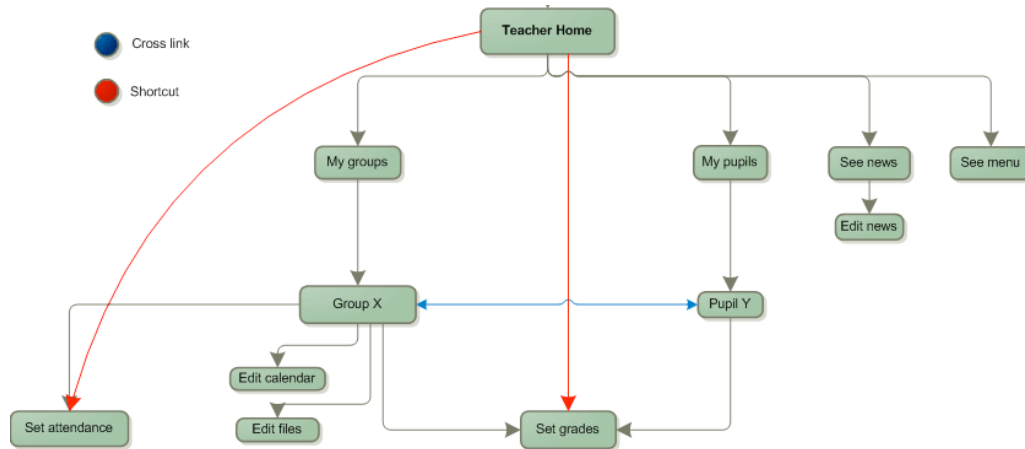 Teacher Home
Cross link
Shortcut
My groups
My pupils
See news
See menu
Edit news
Group X
Pupil Y
Edit calendar
Set attendance
Edit files
Set grades